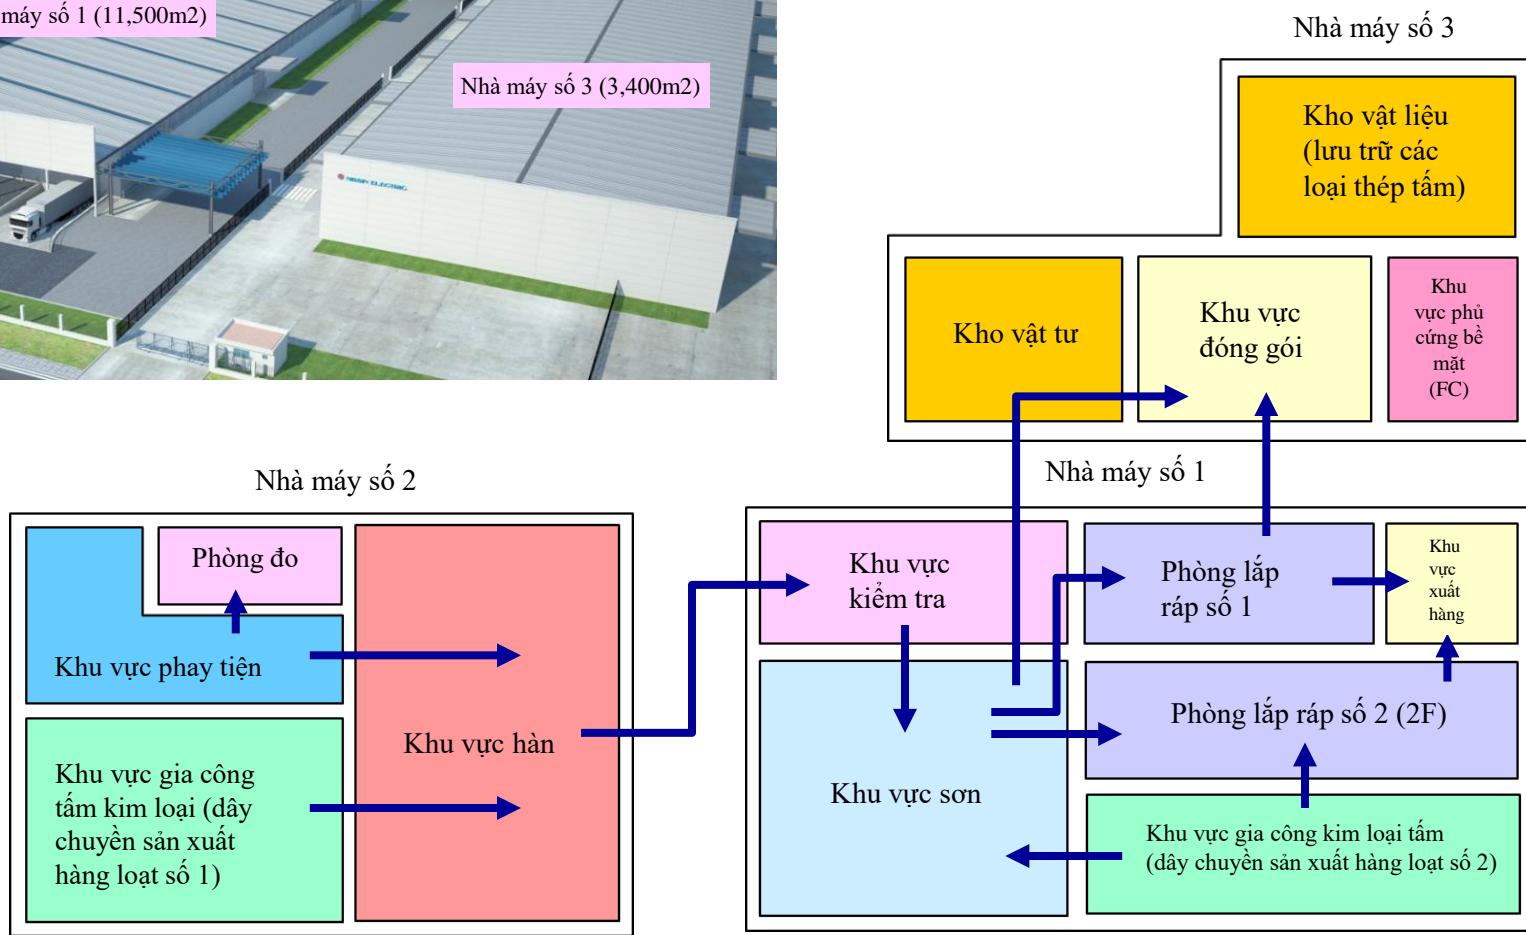 máy số 1 (11,500m2)
Nhà máy số 3 (3,400m2)
NISSIN ELECTRIC
Nhà máy số 3
Kho vật liệu
(lưu trữ các
loại thép tấm)
Kho vật tư
Khu vực
đóng gói
Khu
vực phủ
cứng bề
mặt
(FC)
Nhà máy số 2
Phòng đo
Khu vực phay tiện
Khu vực gia công
tấm kim loại (dây
chuyền sản xuất
hàng loạt số 1)
Khu vực hàn
Nhà máy số 1
Khu vực
kiểm tra
Phòng lắp
ráp số 1
Khu
vực
xuất
hàng
Khu vực sơn
Phòng lắp ráp số 2 (2F)
Khu vực gia công kim loại tấm
(dây chuyền sản xuất hàng loạt số 2)